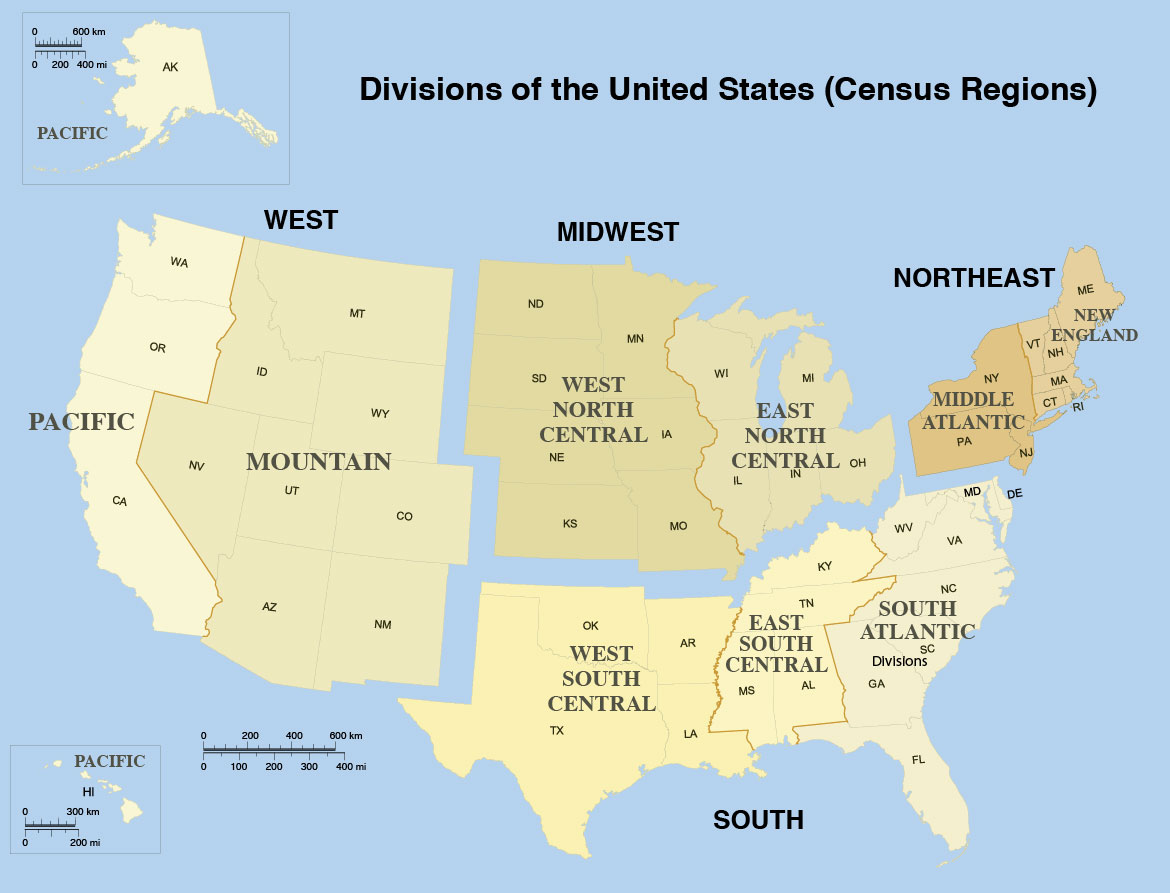 0 600 km
0 200 400 mi
AK
PACIFIC
Divisions of the United States (Census Regions)
WEST
MIDWEST
NORTHEAST
WA
OR
MT
ID
WY
PACIFIC
MOUNTAIN
NV
UT
CO
CA
AZ
NM
ND
MN
SD
WEST
NORTH
CENTRAL
IA
NE
KS
MO
WI
MI
EAST
NORTH
CENTRAL
IL
IN
OH
ME
NEW
ENGLAND
VT
NH
NY
MA
CT
RI
MIDDLE
ATLANTIC
PA
NJ
MD
DE
WV
VA
KY
NC
TN
SOUTH
ATLANTIC
SC
Divisions
GA
FL
EAST
SOUTH
CENTRAL
MS
AL
OK
AR
WEST
SOUTH
CENTRAL
TX
LA
SOUTH
0 200 400 600 km
0 100 200 300 400 mi
PACIFIC
HI
0 300 km
0 200 mi